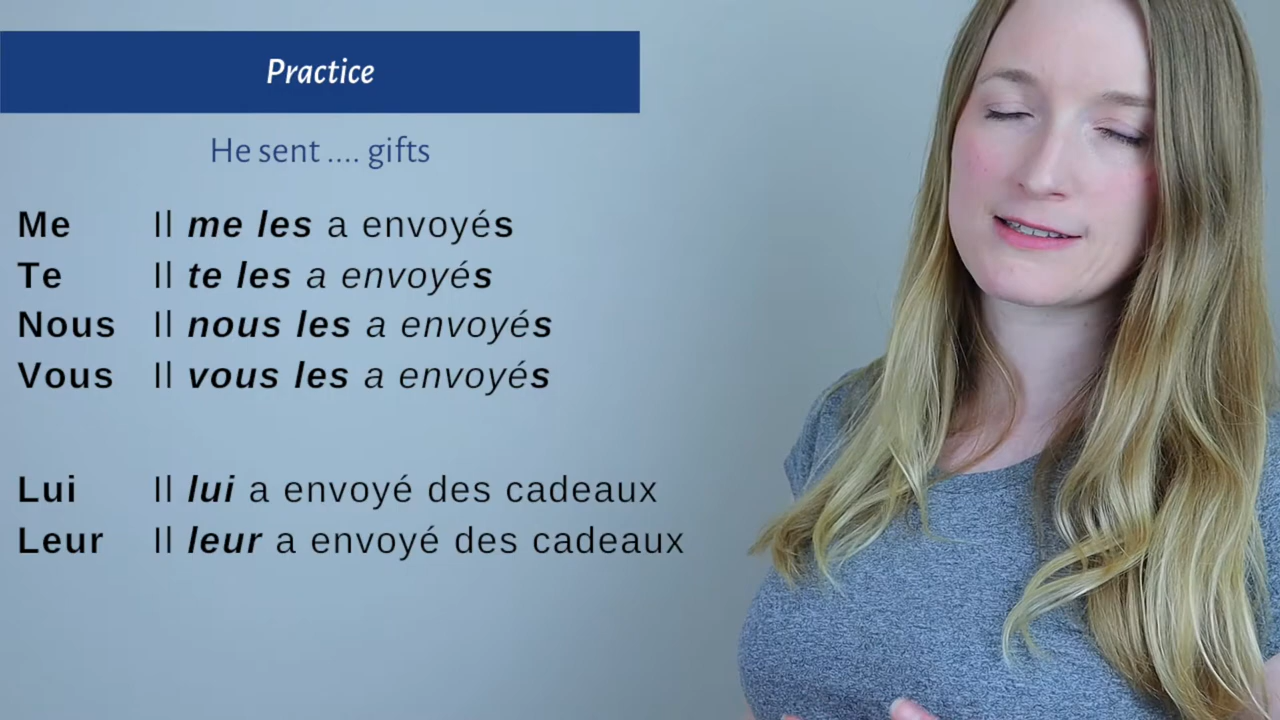 Practice
He sent .... gifts
Me Il me les a envoyés
Te Il te les a envoyés
Nous Il nous les a envoyés
Vous Il vous les a envoyés
Lui Il lui a envoyé des cadeaux
Leur Il leur a envoyé des cadeaux